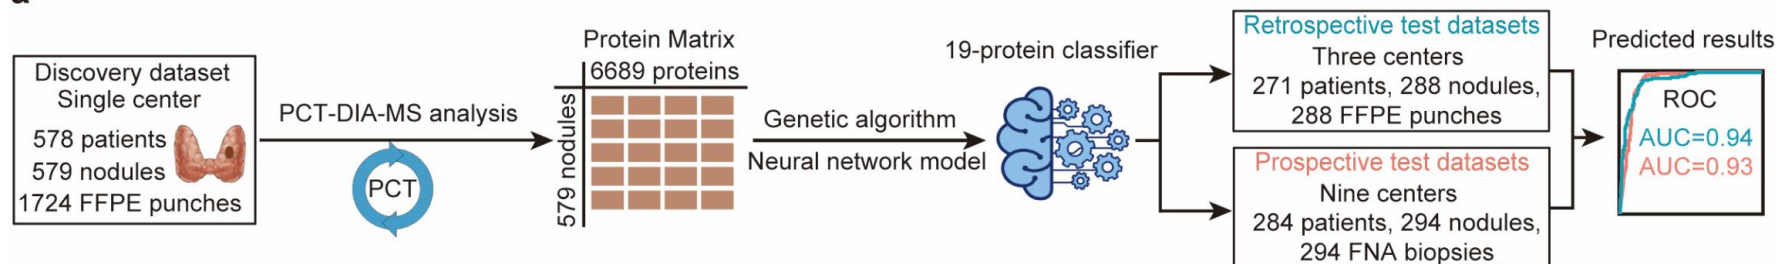 a
Discovery dataset
Single center
578 patients
579 nodules
1724 FFPE punches
PCT-DIA-MS analysis
PCT
Protein Matrix
6689 proteins
579 nodules
Genetic algorithm
Neural network model
19-protein classifier
Retrospective test datasets
Three centers
271 patients, 288 nodules,
288 FFPE punches
Prospective test datasets
Nine centers
284 patients, 294 nodules,
294 FNA biopsies
Predicted results
ROC
AUC=0.94
AUC=0.93